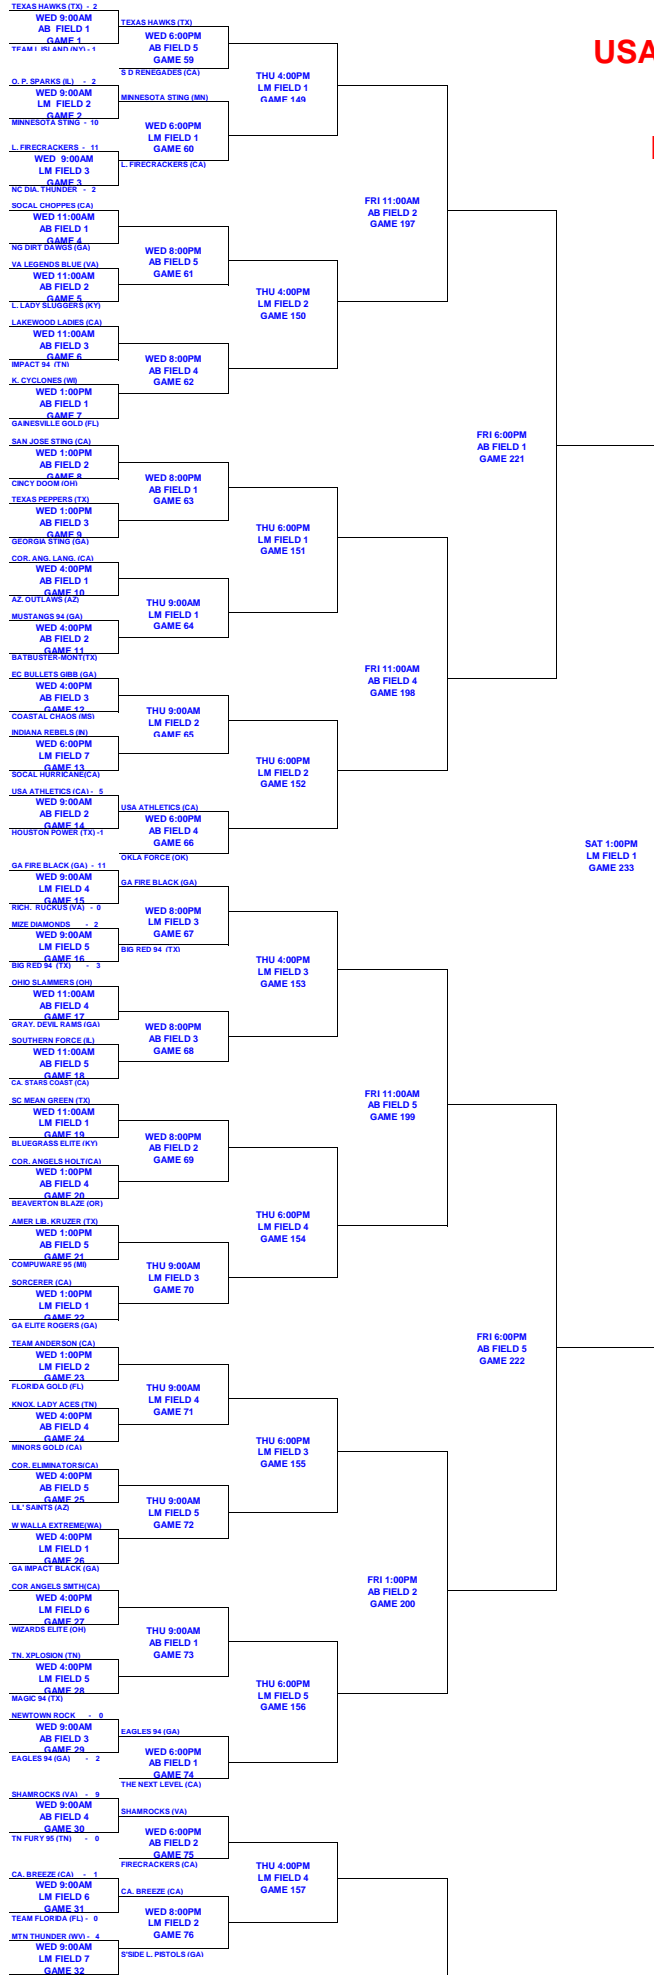 TEXAS HAWKS (TX) - 2
WED 9:00AM
AB FIELD 1
GAME 1
TEAM L ISLAND (NY) - 1
TEXAS HAWKS (TX)
WED 6:00PM
AB FIELD 5
GAME 59
S D RENEGADES (CA)
USA
THU 4:00PM
LM FIELD 1
GAME 149
O. P. SPARKS (IL) - 2
WED 9:00AM
LM FIELD 2
GAME 2
MINNESOTA STING - 10
MINNESOTA STING (MN)
WED 6:00PM
LM FIELD 1
GAME 60
L. FIRECRACKERS (CA)
L. FIRECRACKERS - 11
WED 9:00AM
LM FIELD 3
GAME 3
NC DIA. THUNDER - 2
FRI 11:00AM
AB FIELD 2
GAME 197
SOCAL CHOPPES (CA)
WED 11:00AM
AB FIELD 1
GAME 4
NG DIRT DAWGS (GA)
WED 8:00PM
AB FIELD 5
GAME 61
VA LEGENDS BLUE (VA)
WED 11:00AM
AB FIELD 2
GAME 5
L. LADY SLUGGERS (KY)
THU 4:00PM
LM FIELD 2
GAME 150
LAKEWOOD LADIES (CA)
WED 11:00AM
AB FIELD 3
GAME 6
IMPACT 94 (TN)
WED 8:00PM
AB FIELD 4
GAME 62
K. CYCLONES (WI)
WED 1:00PM
AB FIELD 1
GAME 7
GAINESVILLE GOLD (FL)
FRI 6:00PM
AB FIELD 1
GAME 221
SAN JOSE STING (CA)
WED 1:00PM
AB FIELD 2
GAME 8
CINCY DOOM (OH)
WED 8:00PM
AB FIELD 1
GAME 63
TEXAS PEPPERS (TX)
WED 1:00PM
AB FIELD 3
GAME 9
GEORGIA STING (GA)
THU 6:00PM
LM FIELD 1
GAME 151
COR. ANG. LANG. (CA)
WED 4:00PM
AB FIELD 1
GAME 10
AZ. OUTLAWS (AZ)
THU 9:00AM
LM FIELD 1
GAME 64
MUSTANGS 94 (GA)
WED 4:00PM
AB FIELD 2
GAME 11
BATBUSTER-MONT(TX)
FRI 11:00AM
AB FIELD 4
GAME 198
EC BULLETS GIBB (GA)
WED 4:00PM
AB FIELD 3
GAME 12
COASTAL CHAOS (MS)
THU 9:00AM
LM FIELD 2
GAME 65
INDIANA REBELS (IN)
WED 6:00PM
LM FIELD 7
GAME 13
SOCAL HURRICANE(CA)
THU 6:00PM
LM FIELD 2
GAME 152
USA ATHLETICS (CA) - 5
WED 9:00AM
AB FIELD 2
GAME 14
HOUSTON POWER (TX) -1
USA ATHLETICS (CA)
WED 6:00PM
AB FIELD 4
GAME 66
OKLA FORCE (OK)
SAT 1:00PM
LM FIELD 1
GAME 233
GA FIRE BLACK (GA) - 11
WED 9:00AM
LM FIELD 4
GAME 15
RICH. RUCKUS (VA) - 0
GA FIRE BLACK (GA)
WED 8:00PM
LM FIELD 3
GAME 67
BIG RED 94 (TX)
MIZE DIAMONDS - 2
WED 9:00AM
LM FIELD 5
GAME 16
BIG RED 94 (TX) - 3
THU 4:00PM
LM FIELD 3
GAME 153
OHIO SLAMMERS (OH)
WED 11:00AM
AB FIELD 4
GAME 17
GRAY. DEVIL RAMS (GA)
WED 8:00PM
AB FIELD 3
GAME 68
SOUTHERN FORCE (IL)
WED 11:00AM
AB FIELD 5
GAME 18
CA. STARS COAST (CA)
FRI 11:00AM
AB FIELD 5
GAME 199
SC MEAN GREEN (TX)
WED 11:00AM
LM FIELD 1
GAME 19
BLUEGRASS ELITE (KY)
WED 8:00PM
AB FIELD 2
GAME 69
COR. ANGELS HOLT(CA)
WED 1:00PM
AB FIELD 4
GAME 20
BEAVERTON BLAZE (OR)
THU 6:00PM
LM FIELD 4
GAME 154
AMER LIB. KRUZER (TX)
WED 1:00PM
AB FIELD 5
GAME 21
COMPUWARE 95 (MI)
THU 9:00AM
LM FIELD 3
GAME 70
SORCERER (CA)
WED 1:00PM
LM FIELD 1
GAME 22
GA ELITE ROGERS (GA)
FRI 6:00PM
AB FIELD 5
GAME 222
TEAM ANDERSON (CA)
WED 1:00PM
LM FIELD 2
GAME 23
FLORIDA GOLD (FL)
THU 9:00AM
LM FIELD 4
GAME 71
KNOX. LADY ACES (TN)
WED 4:00PM
AB FIELD 4
GAME 24
MINORS GOLD (CA)
THU 6:00PM
LM FIELD 3
GAME 155
COR. ELIMINATORS(CA)
WED 4:00PM
AB FIELD 5
GAME 25
LIL' SAINTS (AZ)
THU 9:00AM
LM FIELD 5
GAME 72
W WALLA EXTREME(WA)
WED 4:00PM
LM FIELD 1
GAME 26
GA IMPACT BLACK (GA)
FRI 1:00PM
AB FIELD 2
GAME 200
COR ANGELS SMTH(CA)
WED 4:00PM
LM FIELD 6
GAME 27
WIZARDS ELITE (OH)
THU 9:00AM
AB FIELD 1
GAME 73
TN. XPLOSION (TN)
WED 4:00PM
LM FIELD 5
GAME 28
MAGIC 94 (TX)
THU 6:00PM
LM FIELD 5
GAME 156
NEWTOWN ROCK - 0
WED 9:00AM
AB FIELD 3
GAME 29
EAGLES 94 (GA) - 2
EAGLES 94 (GA)
WED 6:00PM
AB FIELD 1
GAME 74
THE NEXT LEVEL (CA)
SHAMROCKS (VA) - 9
WED 9:00AM
AB FIELD 4
GAME 30
TN FURY 95 (TN) - 0
SHAMROCKS (VA)
WED 6:00PM
AB FIELD 2
GAME 75
FIRECRACKERS (CA)
THU 4:00PM
LM FIELD 4
GAME 157
CA. BREEZE (CA) - 1
WED 9:00AM
LM FIELD 6
GAME 31
TEAM FLORIDA (FL) - 0
CA. BREEZE (CA)
WED 8:00PM
LM FIELD 2
GAME 76
S'SIDE L. PISTOLS (GA)
MTN THUNDER (WV) - 4
WED 9:00AM
LM FIELD 7
GAME 32